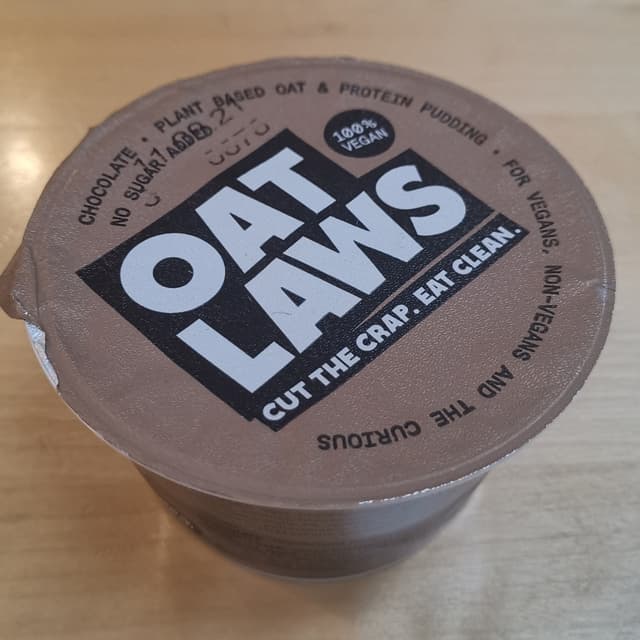 CHOCOLATE • PLANT BASED OAT & PROTEIN PUDDING • FOR VEGANS, NON-VEGANS AND THE CURIOUS
NO SUGAR ADDED
100%
VEGAN
OAT
LAWS
CUT THE CRAP. EAT CLEAN.